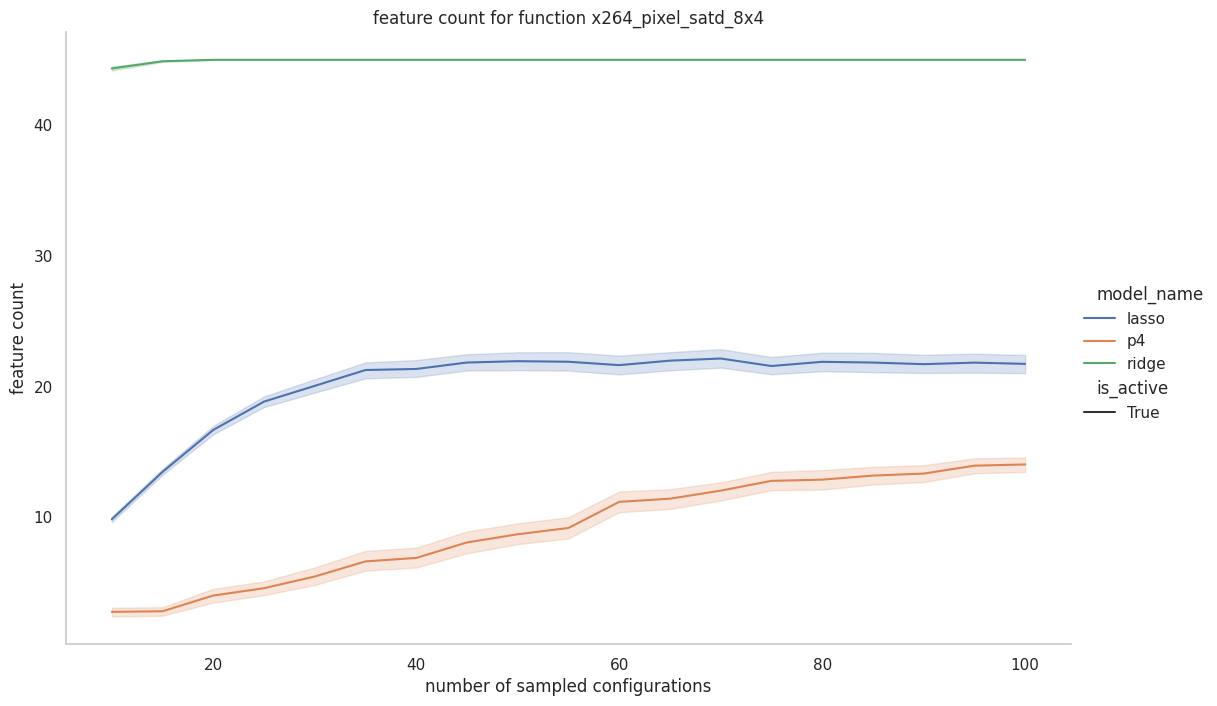 feature count for function x264_pixel_satd_8x4
40
30
20
10
feature count
20 40 60 80 100
number of sampled configurations
model_name
lasso
p4
ridge
is_active
True